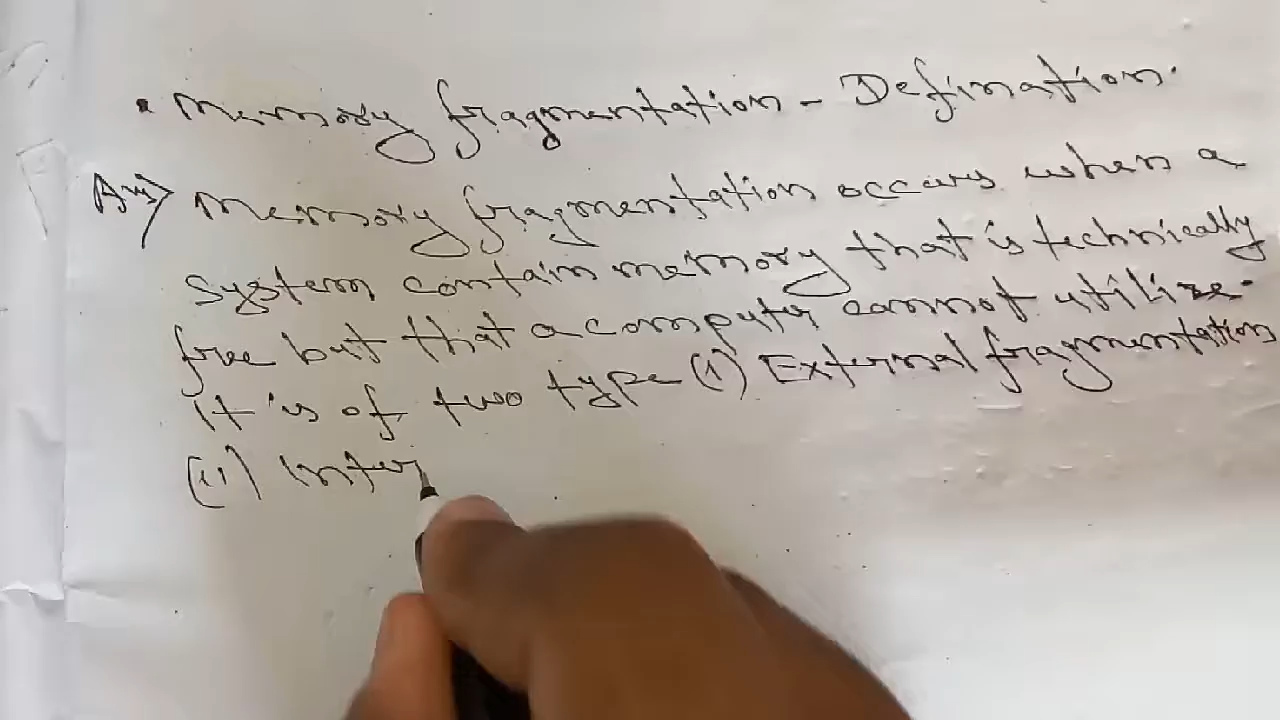 • Memory fragmentation - Defination.
Ans> Memory fragmentation occurs when a
system contain memory that is technically
free but that a computer cannot utilize.
It is of two type (i) External fragmentation
(ii) Inter